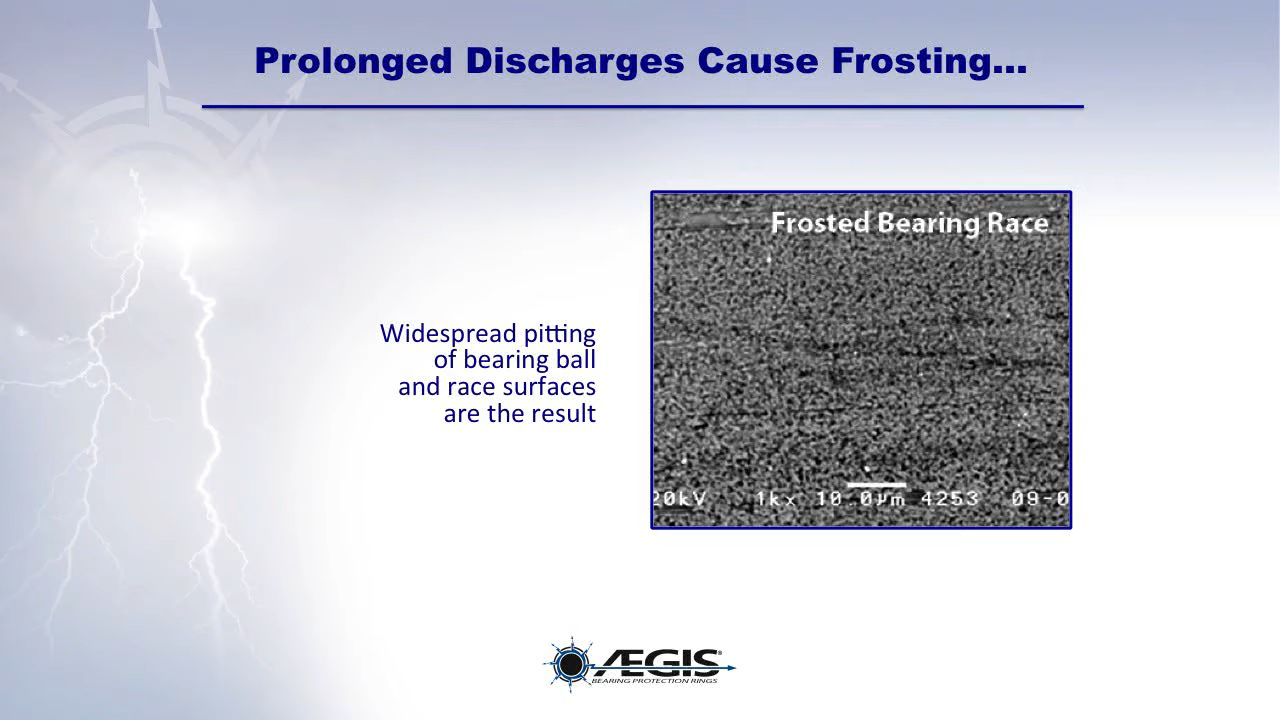 Prolonged Discharges Cause Frosting...
Frosted Bearing Race
Widespread pitting
of bearing ball
and race surfaces
are the result
20kV 1kx 10.0µm 4253 09-0
ÆGIS®
BEARING PROTECTION RINGS